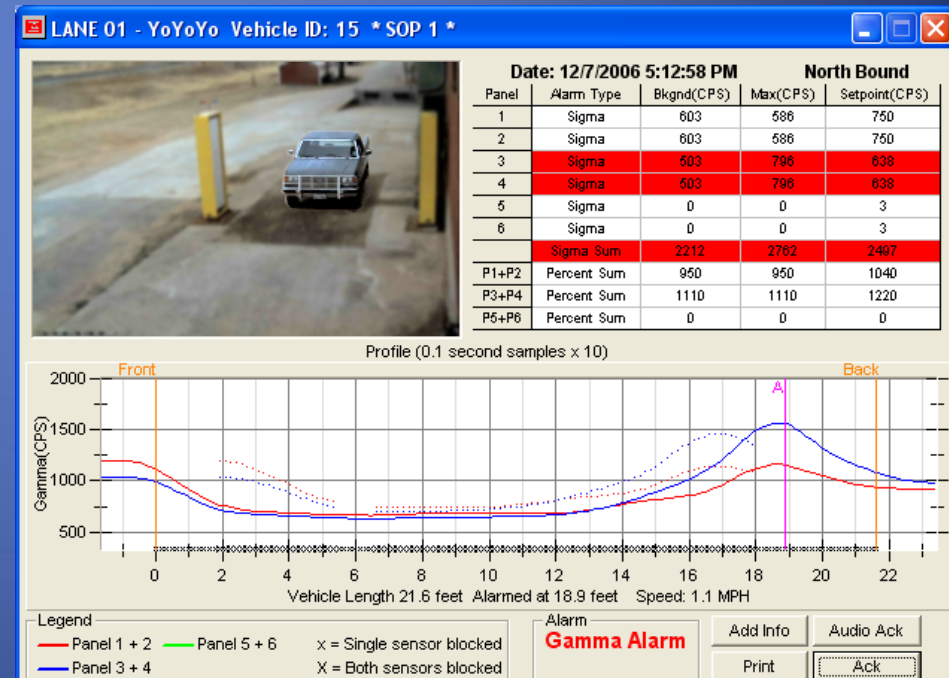 LANE 01 - YoYoYo Vehicle ID: 15 * SOP 1 *
Date: 12/7/2006 5:12:58 PM North Bound
Panel Alarm Type Bkgnd(CPS) Max(CPS) Setpoint(CPS)
1 Sigma 603 586 750
2 Sigma 603 586 750
3 Sigma 503 796 638
4 Sigma 503 796 638
5 Sigma 0 0 3
6 Sigma 0 0 3
Sigma Sum 2212 2762 2497
P1+P2 Percent Sum 950 950 1040
P3+P4 Percent Sum 1110 1110 1220
P5+P6 Percent Sum 0 0 0
Profile (0.1 second samples x 10)
Front Back
A
Gamma(CPS)
2000
1500
1000
500
0 2 4 6 8 10 12 14 16 18 20 22
Vehicle Length 21.6 feet Alarmed at 18.9 feet Speed: 1.1 MPH
Legend
Panel 1 + 2 Panel 5 + 6 x = Single sensor blocked
Panel 3 + 4 X = Both sensors blocked
Alarm
Gamma Alarm
Add Info Audio Ack
Print Ack